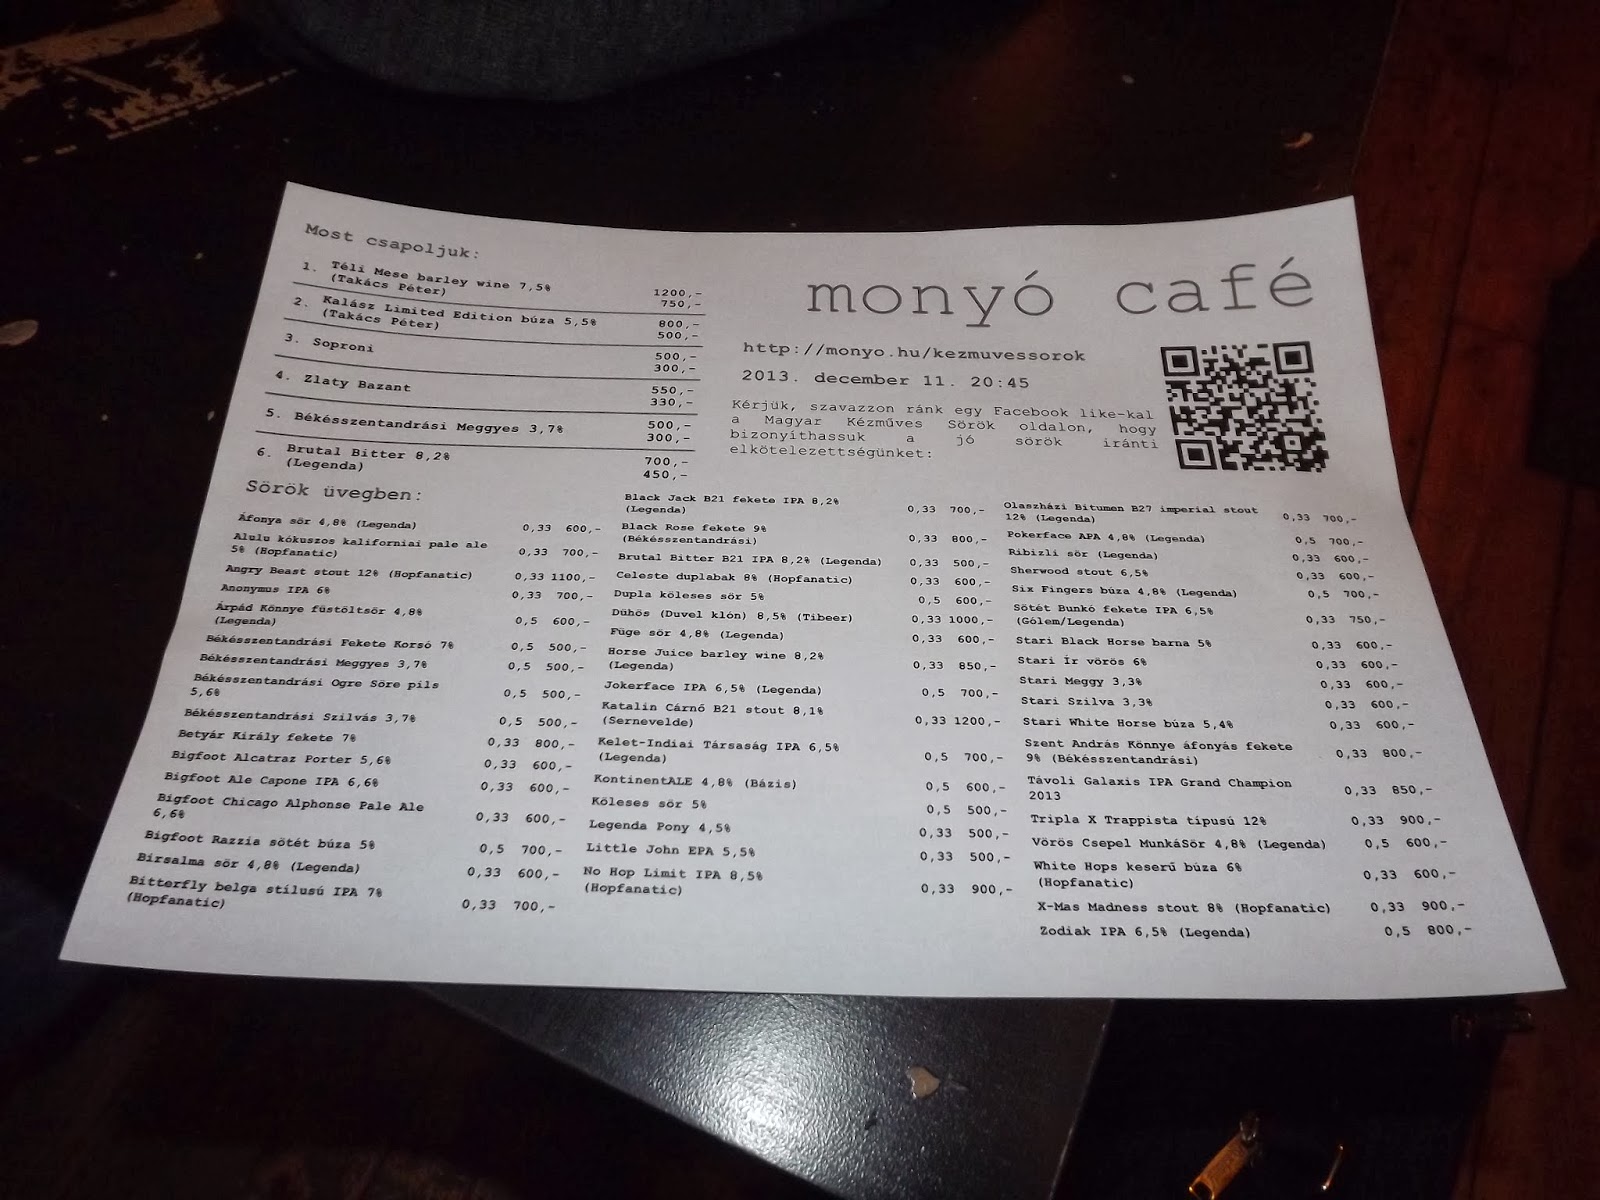 Most csapoljuk:
1. Téli Mese barley wine 7,5%
(Takács Péter)
1200,-
750,-
2. Kalász Limited Edition búza 5,5%
(Takács Péter)
800,-
500,-
3. Soproni
500,-
300,-
4. Zlaty Bazant
550,-
330,-
5. Békésszentandrási Meggyes 3,7%
500,-
300,-
6. Brutal Bitter 8,2%
(Legenda)
700,-
450,-
monyó café
http://monyo.hu/kezmuvessorok
2013. december 11. 20:45
Kérjük, szavazzon ránk egy Facebook like-kal
a Magyar Kézműves Sörök oldalon, hogy
bizonyíthassuk a jó sörök iránti
elkötelezettségünket:
Sörök üvegben:
Áfonya sör 4,8% (Legenda) 0,33 600,-
Alulu kókuszos kaliforniai pale ale
5% (Hopfanatic) 0,33 700,-
Angry Beast stout 12% (Hopfanatic) 0,33 1100,-
Anonymus IPA 6% 0,33 700,-
Árpád Könnye füstöltsör 4,8%
(Legenda) 0,5 600,-
Békésszentandrási Fekete Korsó 7% 0,5 500,-
Békésszentandrási Meggyes 3,7% 0,5 500,-
Békésszentandrási Ogre Söre pils
5,6% 0,5 500,-
Békésszentandrási Szilvás 3,7% 0,5 500,-
Betyár Király fekete 7% 0,33 800,-
Bigfoot Alcatraz Porter 5,6% 0,33 600,-
Bigfoot Ale Capone IPA 6,6% 0,33 600,-
Bigfoot Chicago Alphonse Pale Ale
6,6% 0,33 600,-
Bigfoot Razzia sötét búza 5% 0,5 700,-
Birsalma sör 4,8% (Legenda) 0,33 600,-
Bitterfly belga stílusú IPA 7%
(Hopfanatic) 0,33 700,-
Black Jack B21 fekete IPA 8,2%
(Legenda) 0,33 700,-
Black Rose fekete 9%
(Békésszentandrási) 0,33 800,-
Brutal Bitter B21 IPA 8,2% (Legenda) 0,33 500,-
Celeste duplabak 8% (Hopfanatic) 0,33 600,-
Dupla köleses sör 5% 0,5 600,-
Dühös (Duvel klón) 8,5% (Tibeer) 0,33 1000,-
Füge sör 4,8% (Legenda) 0,33 600,-
Horse Juice barley wine 8,2%
(Legenda) 0,33 850,-
Jokerface IPA 6,5% (Legenda) 0,5 700,-
Katalin Cárnő B21 stout 8,1%
(Sernevelde) 0,33 1200,-
Kelet-Indiai Társaság IPA 6,5%
(Legenda) 0,5 700,-
KontinentALE 4,8% (Bázis) 0,5 600,-
Köleses sör 5% 0,5 500,-
Legenda Pony 4,5% 0,33 500,-
Little John EPA 5,5% 0,33 500,-
No Hop Limit IPA 8,5%
(Hopfanatic) 0,33 900,-
Olaszházi Bitumen B27 imperial stout
12% (Legenda) 0,33 700,-
Pokerface APA 4,8% (Legenda) 0,5 700,-
Ribizli sör (Legenda) 0,33 600,-
Sherwood stout 6,5% 0,33 600,-
Six Fingers búza 4,8% (Legenda) 0,5 700,-
Sötét Bunkó fekete IPA 6,5%
(Gólem/Legenda) 0,33 750,-
Stari Black Horse barna 5% 0,33 600,-
Stari Ír vörös 6% 0,33 600,-
Stari Meggy 3,3% 0,33 600,-
Stari Szilva 3,3% 0,33 600,-
Stari White Horse búza 5,4% 0,33 600,-
Szent András Könnye áfonyás fekete
9% (Békésszentandrási) 0,33 800,-
Távoli Galaxis IPA Grand Champion
2013 0,33 850,-
Tripla X Trappista típusú 12% 0,33 900,-
Vörös Csepel MunkáSör 4,8% (Legenda) 0,5 600,-
White Hops keserű búza 6%
(Hopfanatic) 0,33 600,-
X-Mas Madness stout 8% (Hopfanatic) 0,33 900,-
Zodiak IPA 6,5% (Legenda) 0,5 800,-